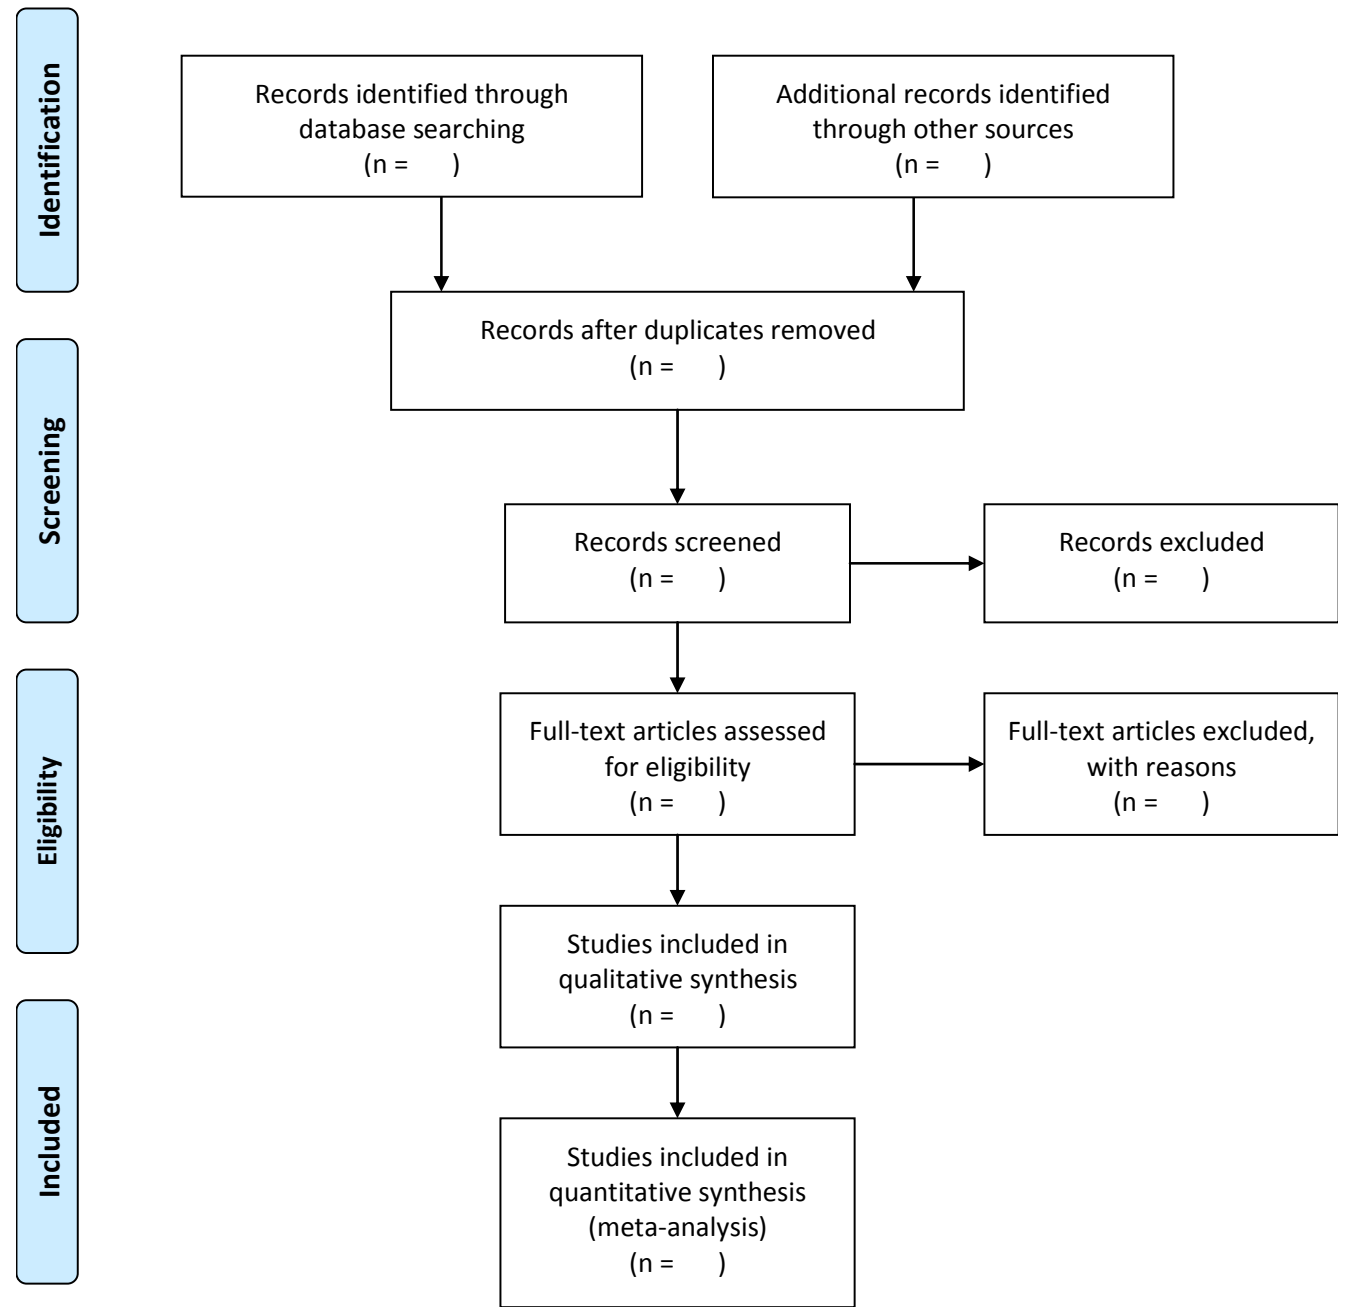 Identification
Records identified through
database searching
(n =      )
Additional records identified
through other sources
(n =      )
Records after duplicates removed
(n =      )
Screening
Records screened
(n =      )
Records excluded
(n =      )
Eligibility
Full-text articles assessed
for eligibility
(n =      )
Full-text articles excluded,
with reasons
(n =      )
Studies included in
qualitative synthesis
(n =      )
Included
Studies included in
quantitative synthesis
(meta-analysis)
(n =      )